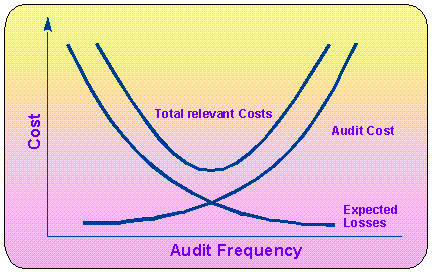 Total relevant Costs
Audit Cost
Cost
Expected
Losses
Audit Frequency